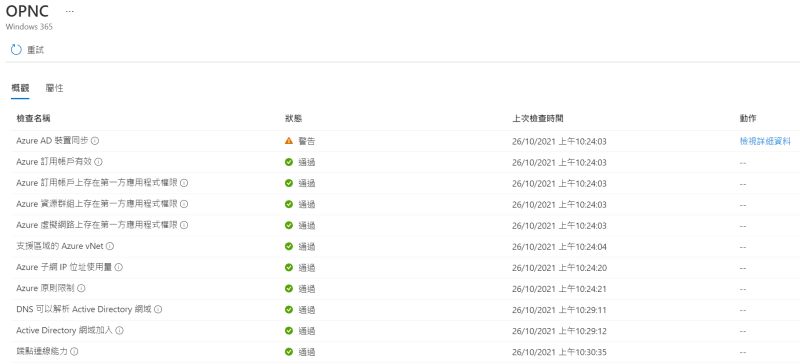 OPNC ...
Windows 365
重試
概觀 屬性
檢查名稱 狀態 上次檢查時間 動作
Azure AD 裝置同步 警告 26/10/2021 上午10:24:03 檢視詳細資料
Azure 訂用帳戶有效 通過 26/10/2021 上午10:24:03 --
Azure 訂用帳戶上存在第一方應用程式權限 通過 26/10/2021 上午10:24:03 --
Azure 資源群組上存在第一方應用程式權限 通過 26/10/2021 上午10:24:03 --
Azure 虛擬網路上存在第一方應用程式權限 通過 26/10/2021 上午10:24:03 --
支援區域的 Azure vNet 通過 26/10/2021 上午10:24:04 --
Azure 子網 IP 位址使用量 通過 26/10/2021 上午10:24:20 --
Azure 原則限制 通過 26/10/2021 上午10:24:21 --
DNS 可以解析 Active Directory 網域 通過 26/10/2021 上午10:29:11 --
Active Directory 網域加入 通過 26/10/2021 上午10:29:12 --
端點連線能力 通過 26/10/2021 上午10:30:35 --